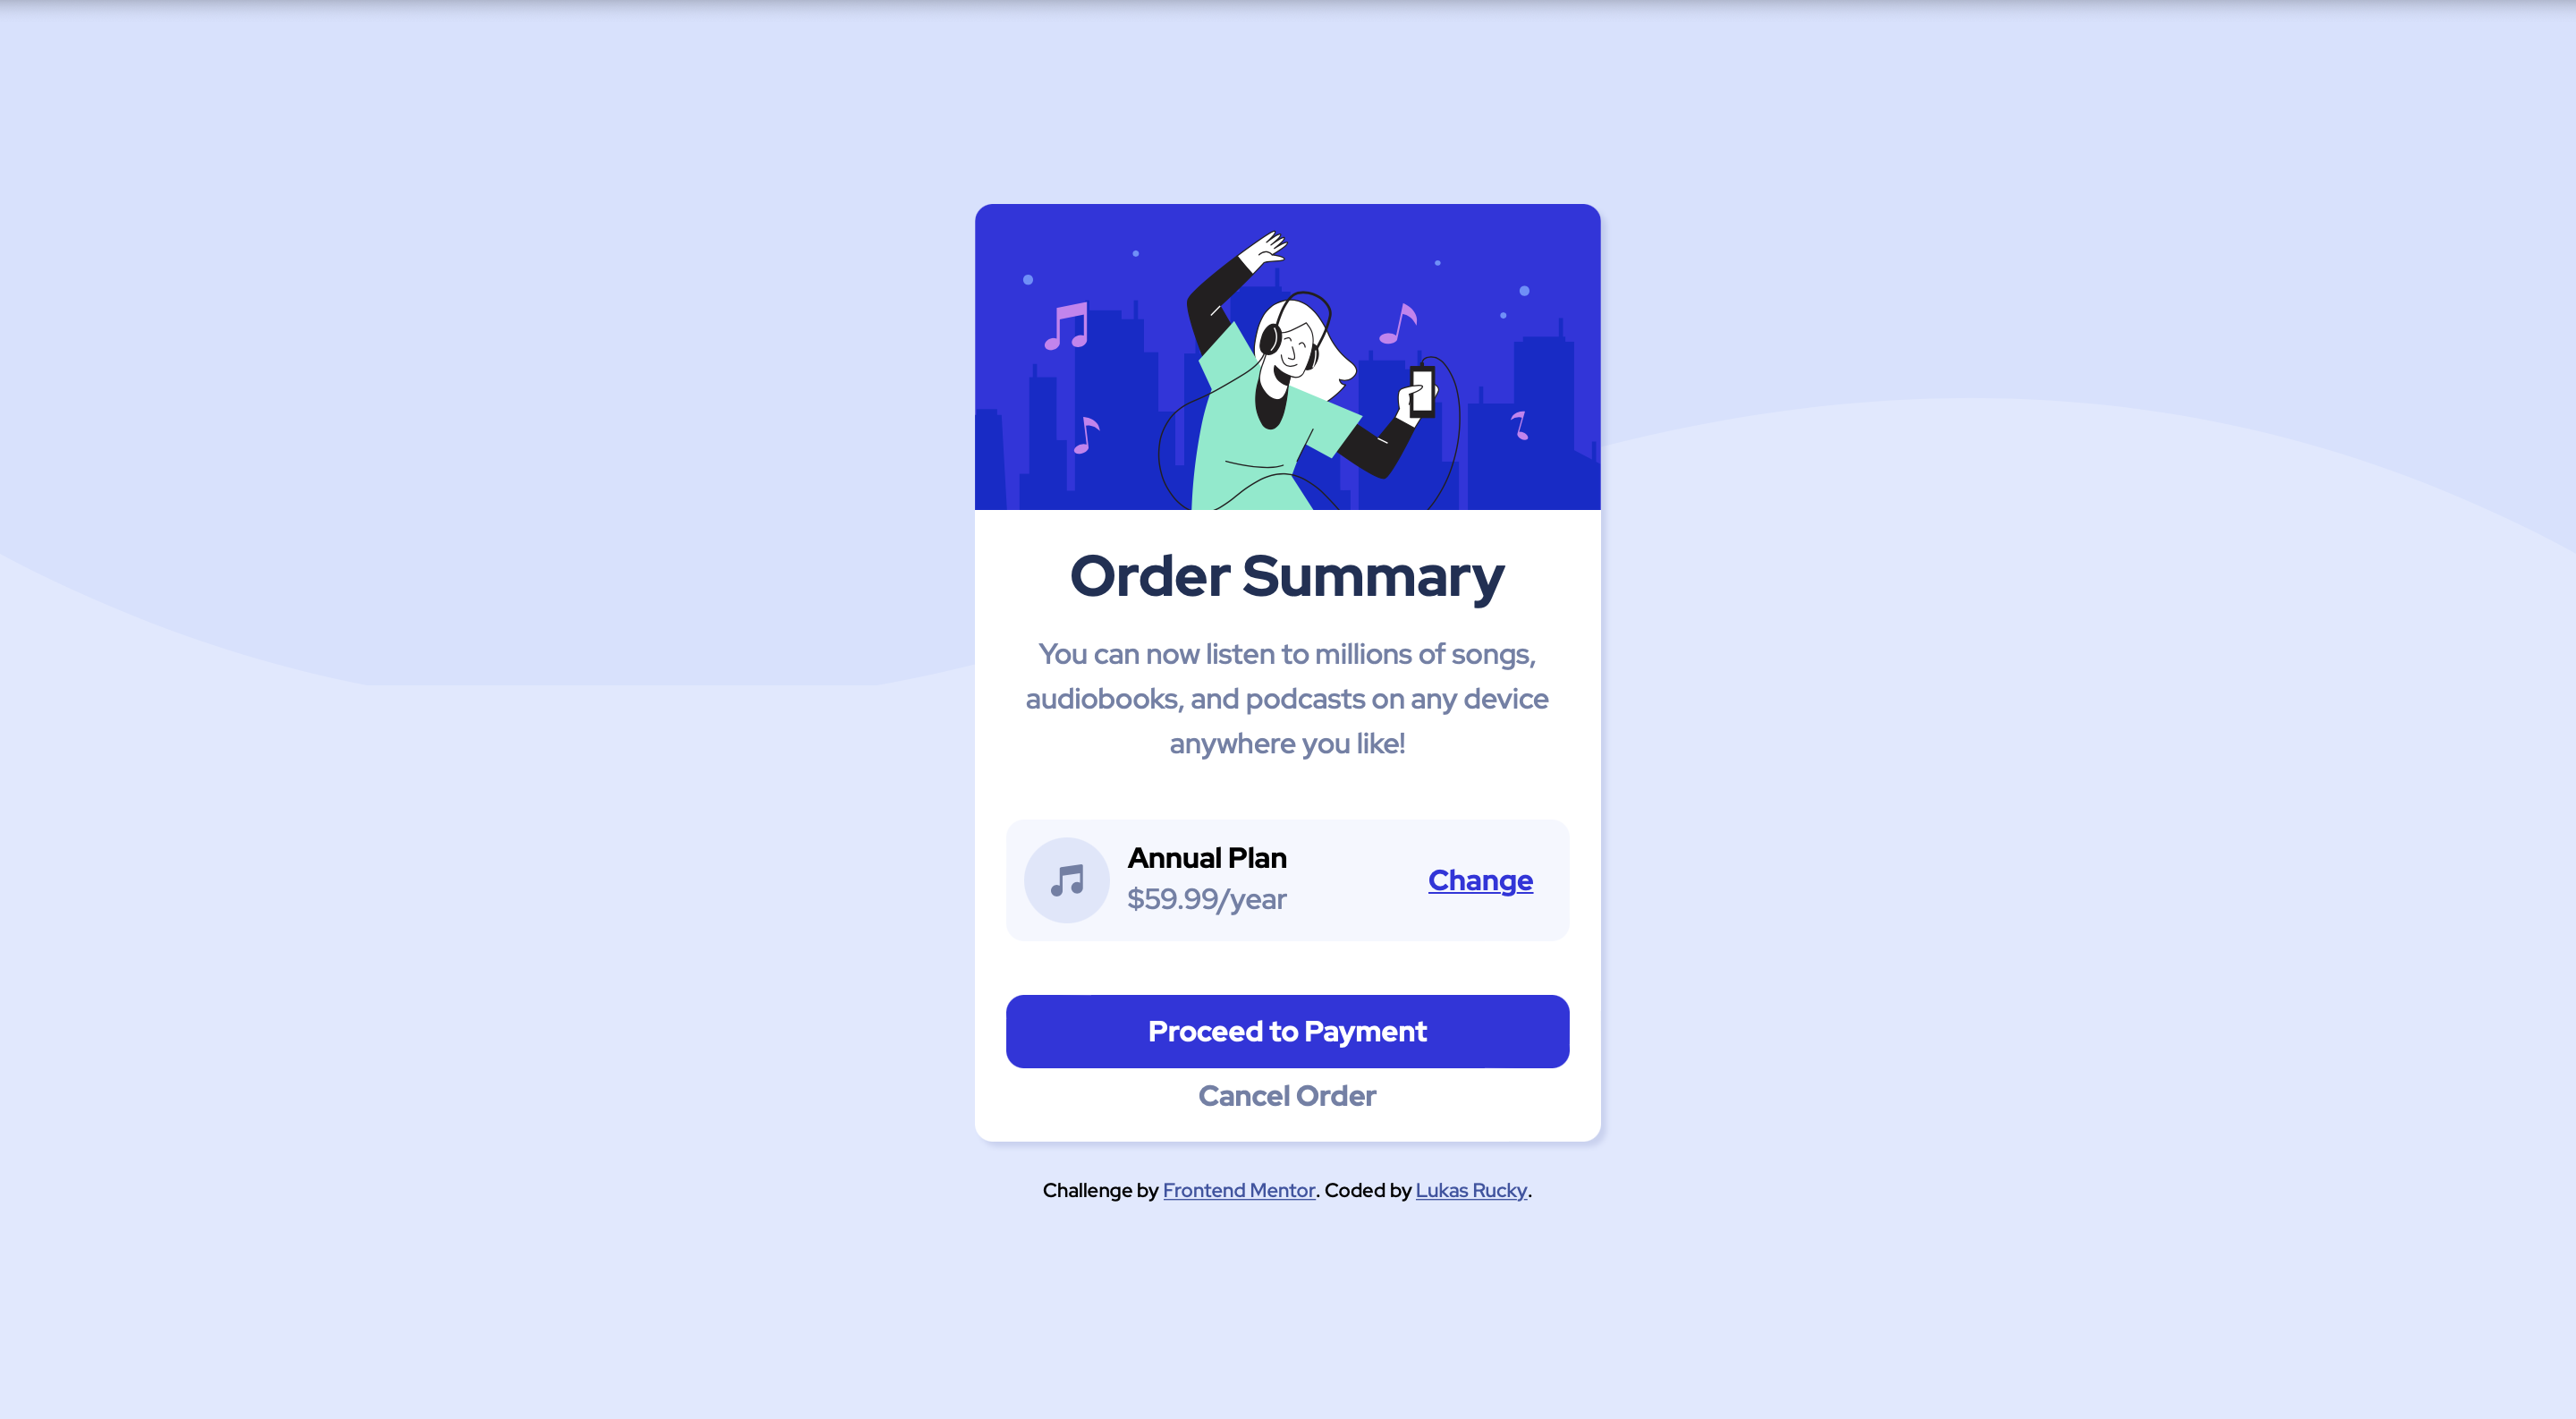 Order Summary
You can now listen to millions of songs,
audiobooks, and podcasts on any device
anywhere you like!
Annual Plan
$59.99/year
Change
Proceed to Payment
Cancel Order
Challenge by Frontend Mentor. Coded by Lukas Rucky.